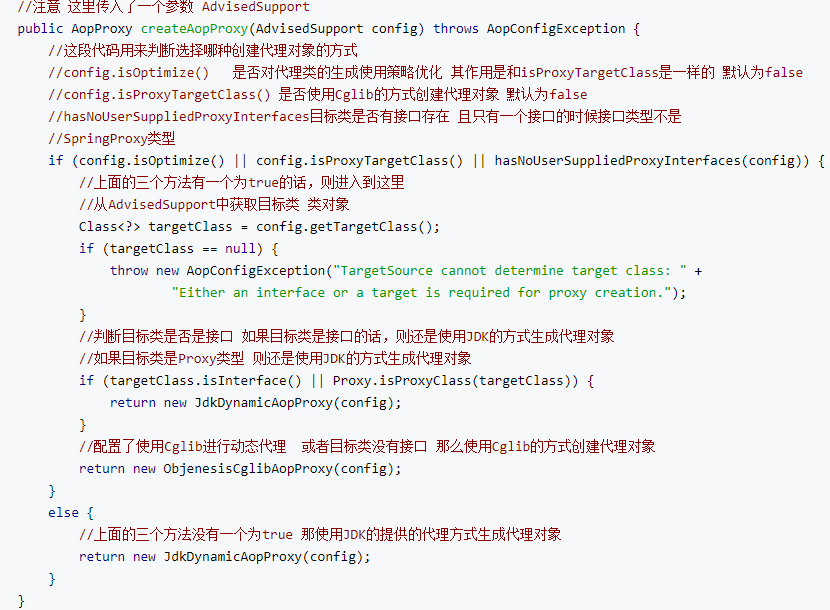 //注意 这里传入了一个参数 AdvisedSupport
public AopProxy createAopProxy(AdvisedSupport config) throws AopConfigException {
    //这段代码用来判断选择哪种创建代理对象的方式
    //config.isOptimize()   是否对代理类的生成使用策略优化 其作用是和isProxyTargetClass是一样的 默认为false
    //config.isProxyTargetClass() 是否使用Cglib的方式创建代理对象 默认为false
    //hasNoUserSuppliedProxyInterfaces目标类是否有接口存在 且只有一个接口的时候接口类型不是
    //SpringProxy类型
    if (config.isOptimize() || config.isProxyTargetClass() || hasNoUserSuppliedProxyInterfaces(config)) {
        //上面的三个方法有一个为true的话，则进入到这里
        //从AdvisedSupport中获取目标类 类对象
        Class<?> targetClass = config.getTargetClass();
        if (targetClass == null) {
            throw new AopConfigException("TargetSource cannot determine target class: " +
                    "Either an interface or a target is required for proxy creation.");
        }
        //判断目标类是否是接口 如果目标类是接口的话，则还是使用JDK的方式生成代理对象
        //如果目标类是Proxy类型 则还是使用JDK的方式生成代理对象
        if (targetClass.isInterface() || Proxy.isProxyClass(targetClass)) {
            return new JdkDynamicAopProxy(config);
        }
        //配置了使用Cglib进行动态代理  或者目标类没有接口 那么使用Cglib的方式创建代理对象
        return new ObjenesisCglibAopProxy(config);
    }
    else {
        //上面的三个方法没有一个为true 那使用JDK的提供的代理方式生成代理对象
        return new JdkDynamicAopProxy(config);
    }
}